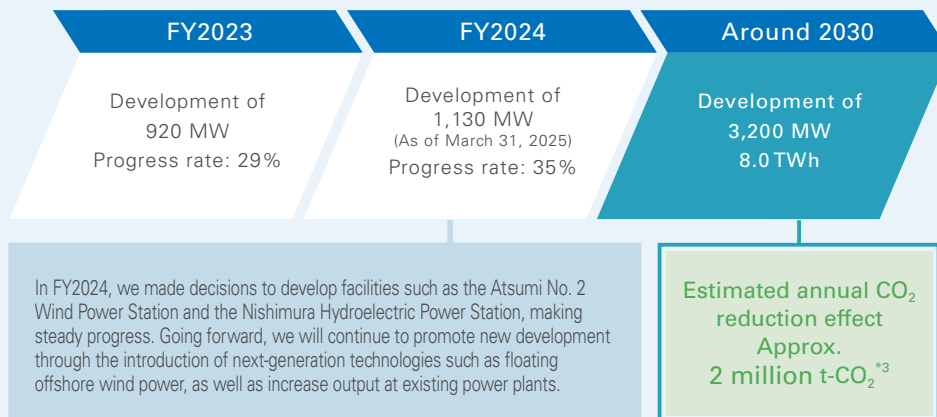 FY2023
Development of
920 MW
Progress rate: 29%
FY2024
Development of
1,130 MW
(As of March 31, 2025)
Progress rate: 35%
Around 2030
Development of
3,200 MW
8.0 TWh
In FY2024, we made decisions to develop facilities such as the Atsumi No. 2
Wind Power Station and the Nishimura Hydroelectric Power Station, making
steady progress. Going forward, we will continue to promote new development
through the introduction of next-generation technologies such as floating
offshore wind power, as well as increase output at existing power plants.
Estimated annual CO₂
reduction effect
Approx.
2 million t-CO₂*3